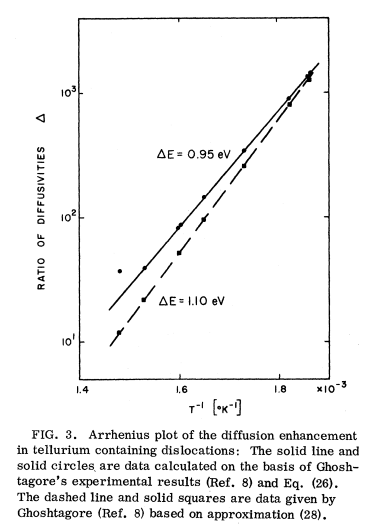 RATIO OF DIFFUSIVITIES Δ
10³
10²
10¹
ΔE = 0.95 eV
ΔE = 1.10 eV
1.4 1.6 1.8 ×10⁻³
T⁻¹ [°K⁻¹]
FIG. 3. Arrhenius plot of the diffusion enhancement
in tellurium containing dislocations: The solid line and
solid circles are data calculated on the basis of Ghosh-
tagore's experimental results (Ref. 8) and Eq. (26).
The dashed line and solid squares are data given by
Ghoshtagore (Ref. 8) based on approximation (28).